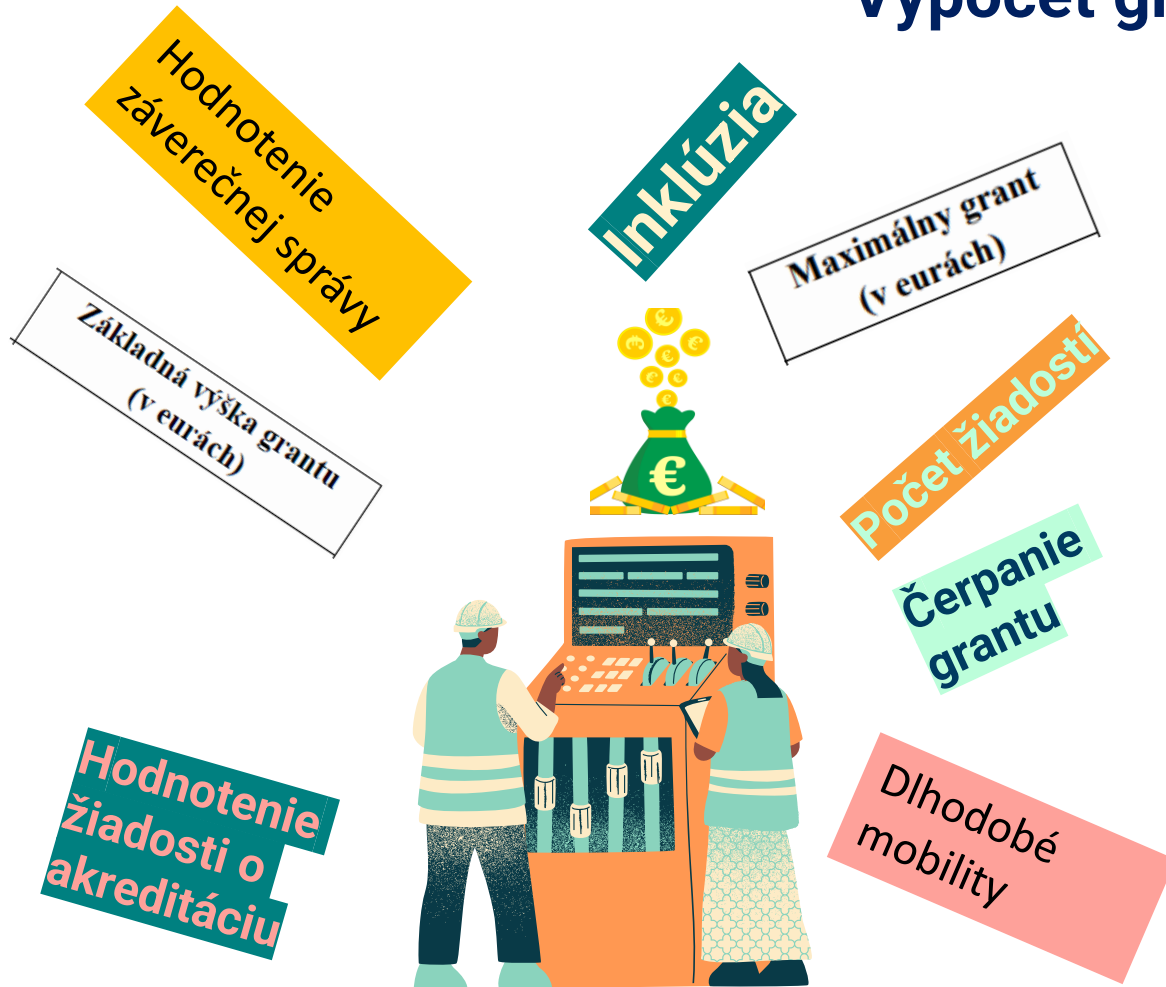 Hodnotenie
záverečnej správy
Inklúzia
Maximálny grant
(v eurách)
Základná výška grantu
(v eurách)
Počet žiadostí
€
Čerpanie
grantu
Hodnotenie
žiadosti o
akreditáciu
Dlhodobé
mobility